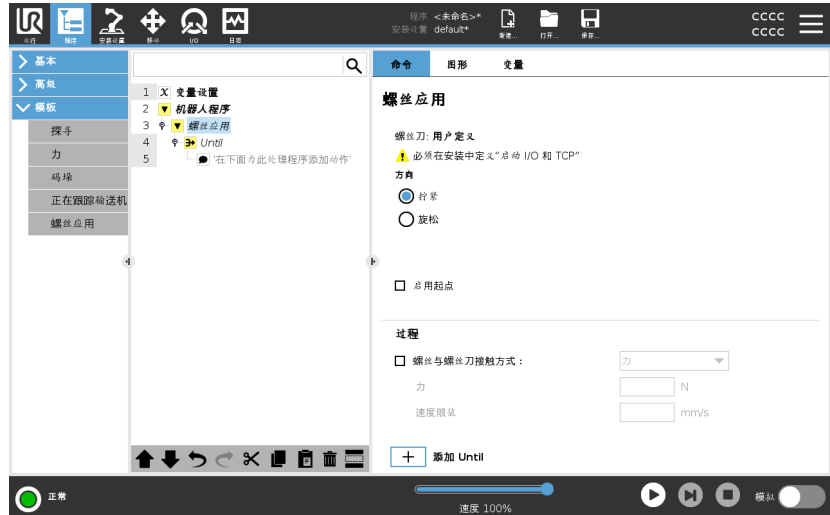 UR
运行
程序
安装设置
移动
I/O
日志
程序 <未命名>*
安装设置 default*
新建...
打开...
保存...
CCCC
CCCC
基本
高级
模板
探寻
力
码垛
正在跟踪输送机
螺丝应用
1 X 变量设置
2 机器人程序
3 螺丝应用
4 Until
5 '在下面为此处理程序添加动作'
命令 图形 变量
螺丝应用
螺丝刀: 用户定义
必须在安装中定义"启动 I/O 和 TCP"
方向
拧紧
旋松
启用起点
过程
螺丝与螺丝刀接触方式： 力
力 N
速度限值 mm/s
添加 Until
正常
速度 100%
模拟